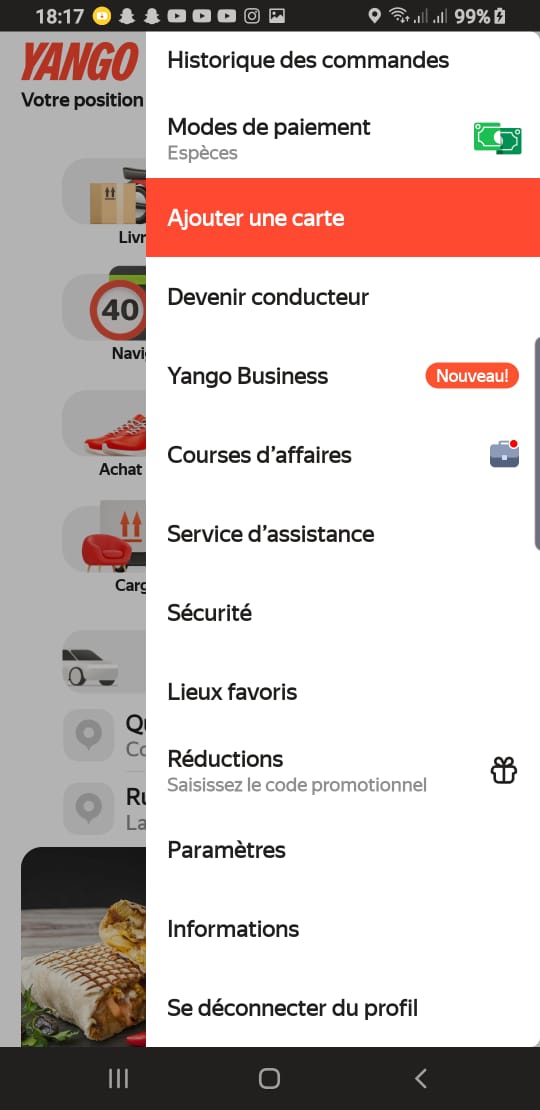 18:17
99%
YANGO
Votre position
Historique des commandes
Modes de paiement
Espèces
Ajouter une carte
Livr
Devenir conducteur
40
Navi
Yango Business
Nouveau!
Courses d’affaires
Achat
Service d’assistance
Carg
Sécurité
Lieux favoris
Qu
Co
Réductions
Saisissez le code promotionnel
Ru
La
Paramètres
Informations
Se déconnecter du profil